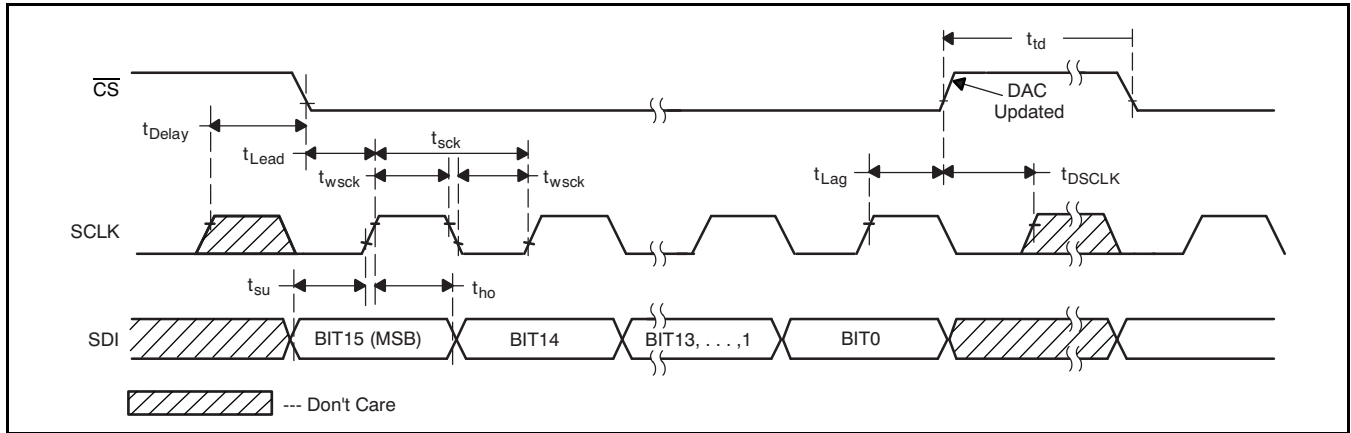 t_td
CS
DAC
Updated
t_Delay
t_Lead
t_sck
t_wsck
t_wsck
t_Lag
t_DSCLK
SCLK
t_su
t_ho
SDI
BIT15 (MSB)
BIT14
BIT13, . . . ,1
BIT0
--- Don't Care